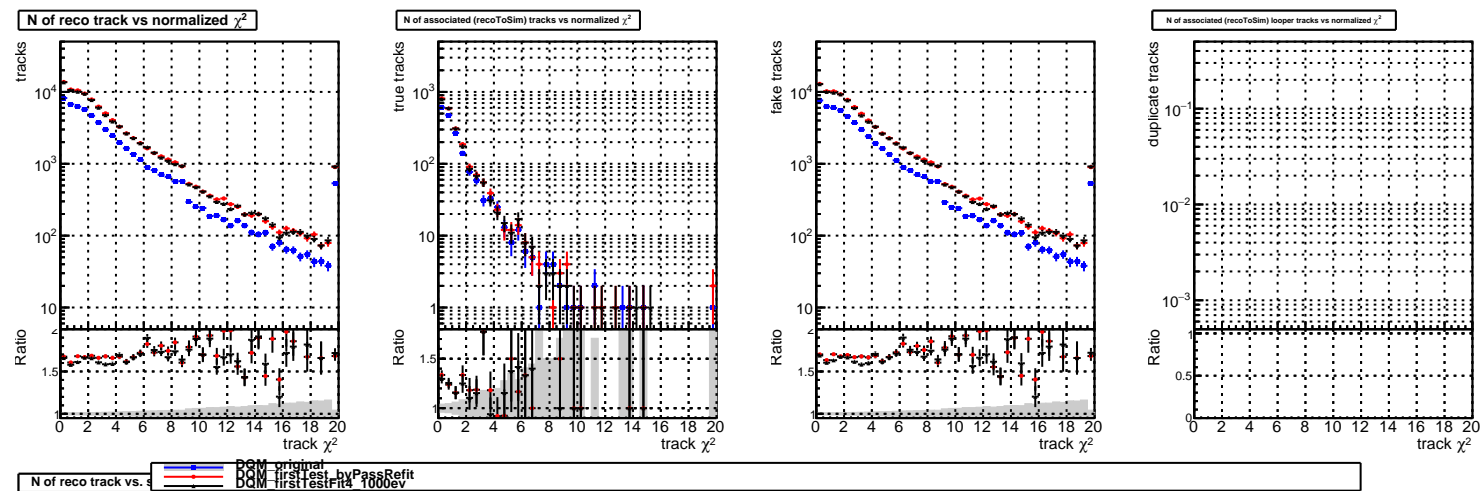 N of reco track vs normalized χ²
N of associated (recoToSim) tracks vs normalized χ²
N of associated (recoToSim) looper tracks vs normalized χ²
tracks
10⁴
10³
10²
10
Ratio
2
1.5
1
0 2 4 6 8 10 12 14 16 18 20
track χ²
true tracks
10³
10²
10
1
Ratio
1.5
1
0 2 4 6 8 10 12 14 16 18 20
track χ²
fake tracks
10⁴
10³
10²
10
Ratio
2
1.5
1
0 2 4 6 8 10 12 14 16 18 20
track χ²
duplicate tracks
10⁻¹
10⁻²
10⁻³
Ratio
1
0.5
0
0 2 4 6 8 10 12 14 16 18 20
track χ²
N of reco track vs.
DQM_original
DQM_firstTest_byPassRefit
DQM_firstTestFit4_1000ev